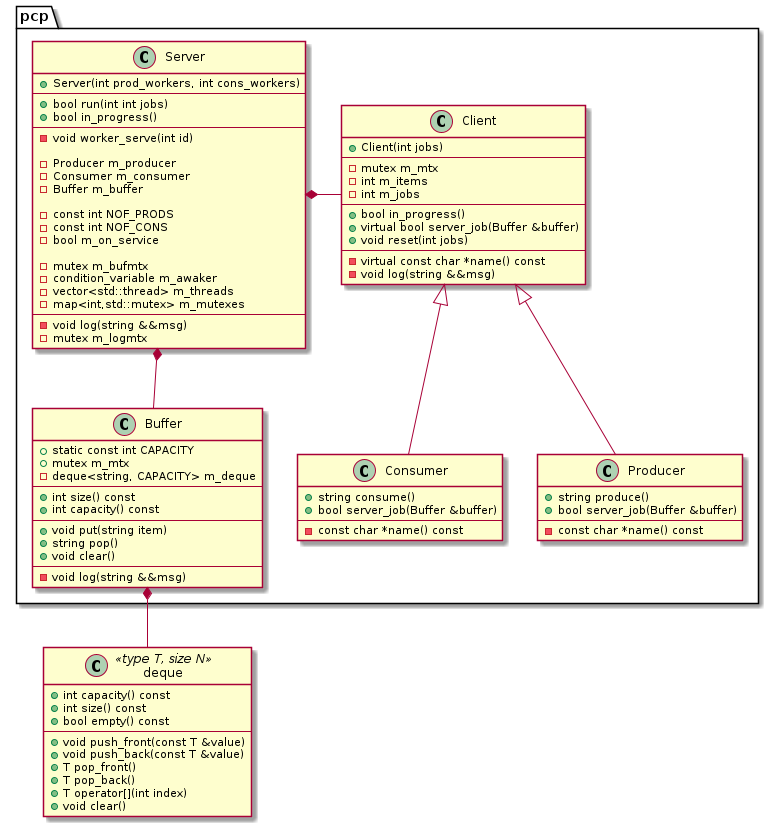 pcp
C Server
Server(int prod_workers, int cons_workers)
bool run(int int jobs)
bool in_progress()
void worker_serve(int id)
Producer m_producer
Consumer m_consumer
Buffer m_buffer
const int NOF_PRODS
const int NOF_CONS
bool m_on_service
mutex m_bufmtx
condition_variable m_awaker
vector<std::thread> m_threads
map<int,std::mutex> m_mutexes
void log(string &&msg)
mutex m_logmtx
C Client
Client(int jobs)
mutex m_mtx
int m_items
int m_jobs
bool in_progress()
virtual bool server_job(Buffer &buffer)
void reset(int jobs)
virtual const char *name() const
void log(string &&msg)
C Buffer
static const int CAPACITY
mutex m_mtx
deque<string, CAPACITY> m_deque
int size() const
int capacity() const
void put(string item)
string pop()
void clear()
void log(string &&msg)
C Consumer
string consume()
bool server_job(Buffer &buffer)
const char *name() const
C Producer
string produce()
bool server_job(Buffer &buffer)
const char *name() const
C «type T, size N»
deque
int capacity() const
int size() const
bool empty() const
void push_front(const T &value)
void push_back(const T &value)
T pop_front()
T pop_back()
T operator[](int index)
void clear()